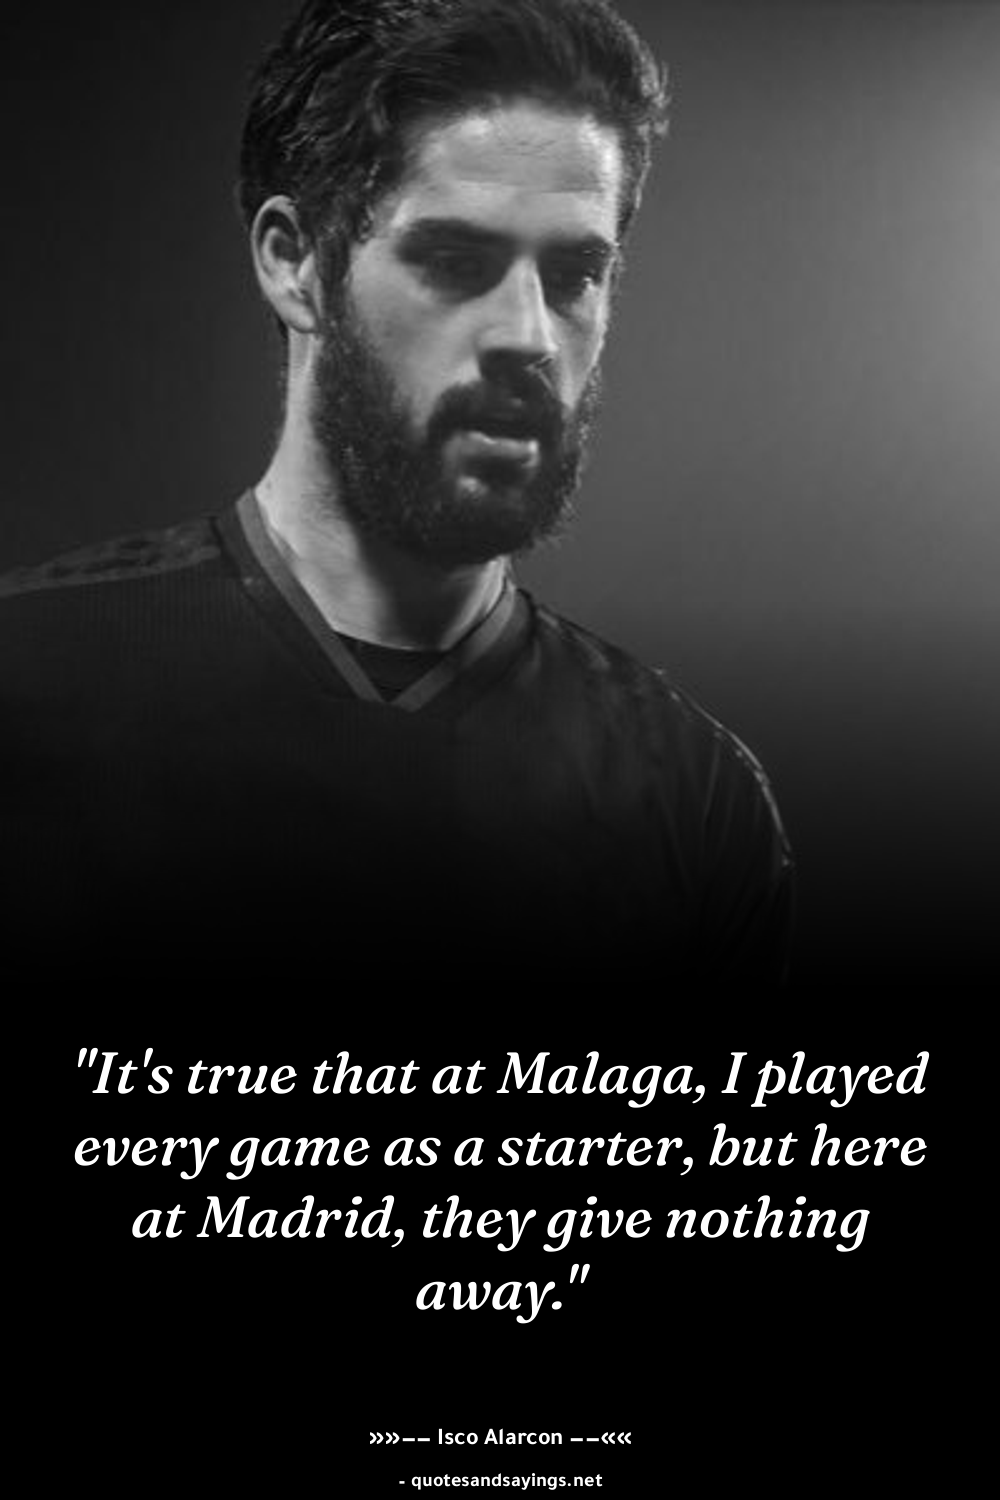 "It's true that at Malaga, I played
every game as a starter, but here
at Madrid, they give nothing
away."
»»−− Isco Alarcon −−««
- quotesandsayings.net